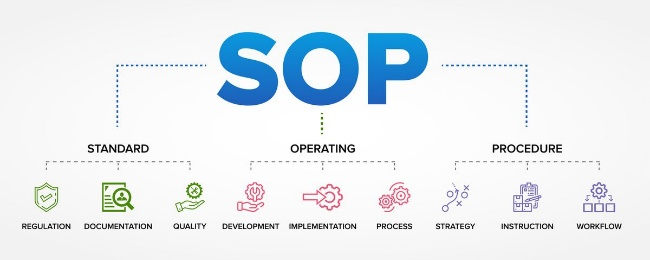 SOP
STANDARD OPERATING PROCEDURE
REGULATION DOCUMENTATION QUALITY DEVELOPMENT IMPLEMENTATION PROCESS STRATEGY INSTRUCTION WORKFLOW